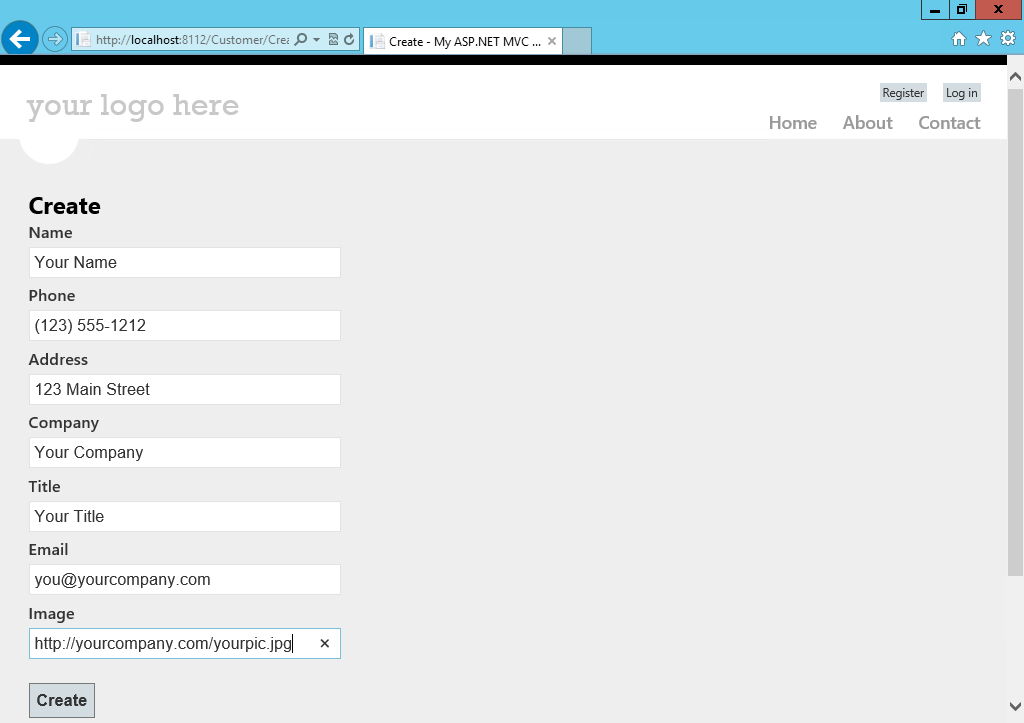 http://localhost:8112/Customer/Crea
Create - My ASP.NET MVC ...
your logo here
Register
Log in
Home
About
Contact
Create
Name
Your Name
Phone
(123) 555-1212
Address
123 Main Street
Company
Your Company
Title
Your Title
Email
you@yourcompany.com
Image
http://yourcompany.com/yourpic.jpg
Create